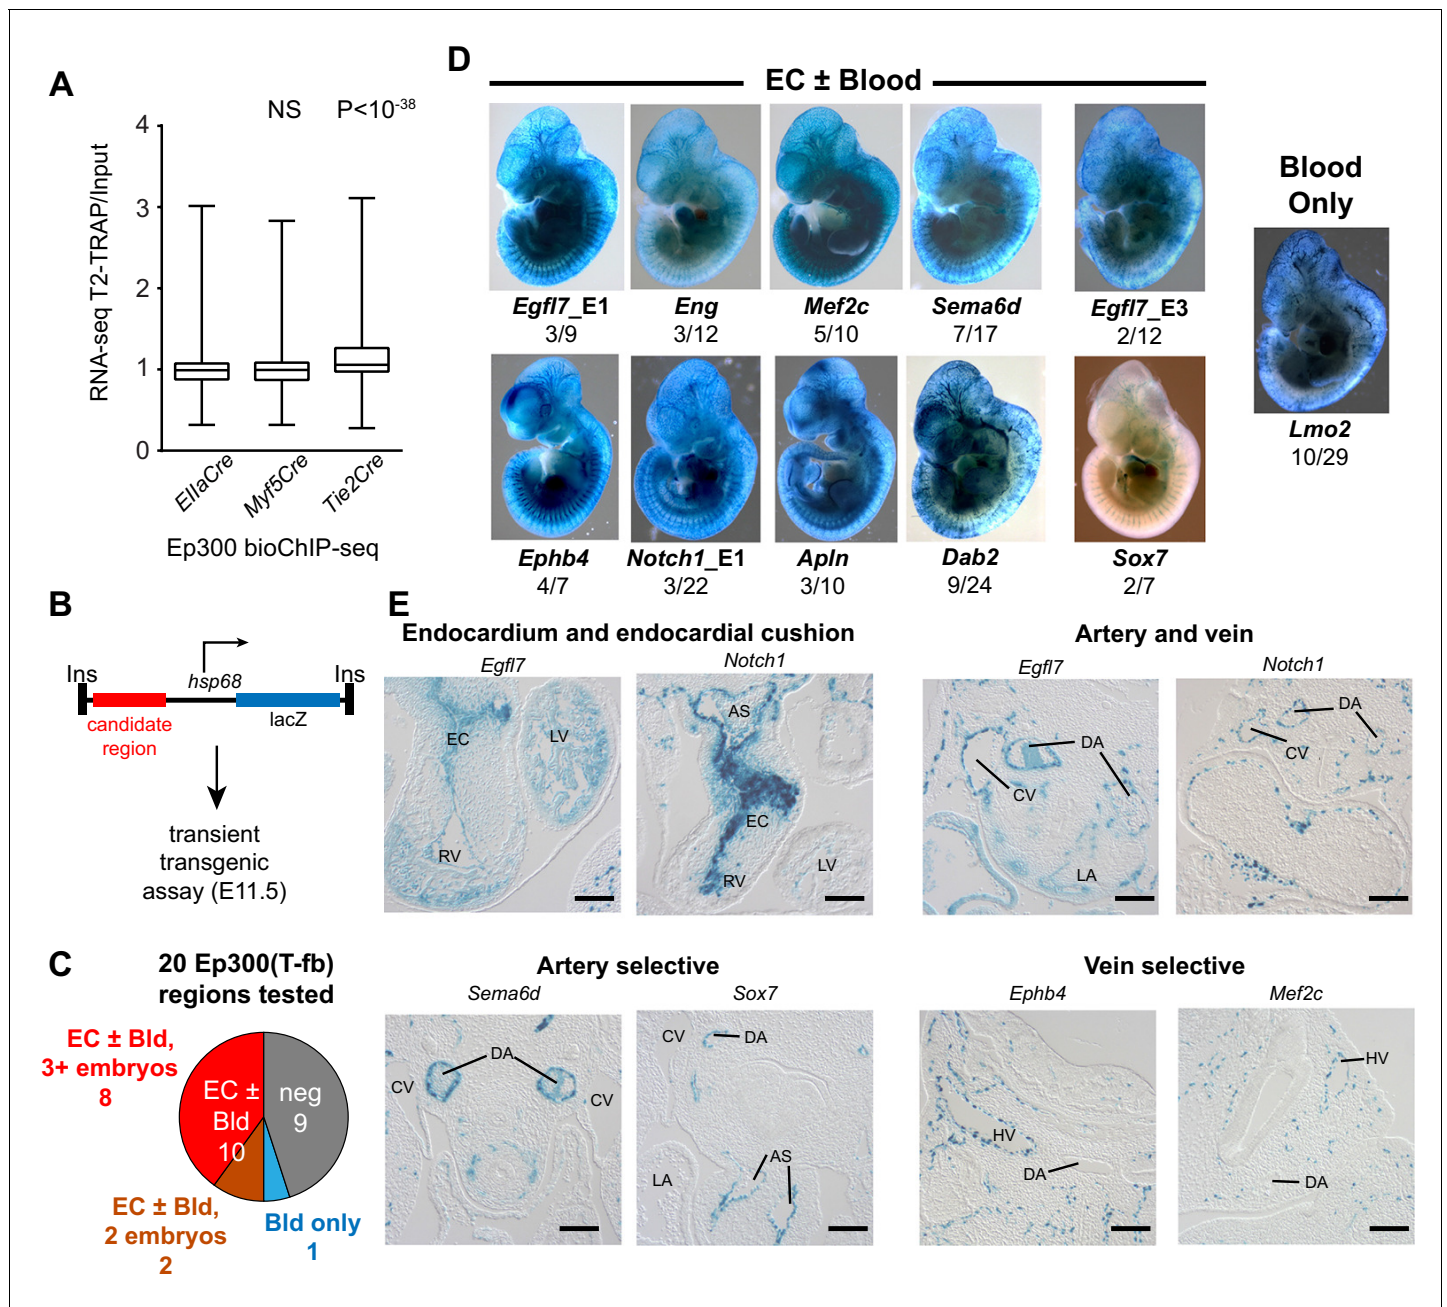 A
NS
P<10-38
RNA-seq T2-TRAP/Input
4
3
2
1
0
EIIaCre
Myf5Cre
Tie2Cre
Ep300 bioChIP-seq
B
Ins
hsp68
Ins
candidate
region
lacZ
transient
transgenic
assay (E11.5)
C
20 Ep300(T-fb)
regions tested
EC ± Bld,
3+ embryos
8
EC ±
Bld
10
neg
9
EC ± Bld,
2 embryos
2
Bld only
1
D
EC ± Blood
Egfl7_E1
3/9
Eng
3/12
Mef2c
5/10
Sema6d
7/17
Egfl7_E3
2/12
Ephb4
4/7
Notch1_E1
3/22
Apln
3/10
Dab2
9/24
Sox7
2/7
Blood
Only
Lmo2
10/29
E
Endocardium and endocardial cushion
Egfl7
EC
LV
RV
Notch1
AS
EC
RV
LV
Artery and vein
Egfl7
DA
CV
LA
Notch1
DA
CV
Artery selective
Sema6d
DA
CV
CV
Sox7
CV
DA
AS
LA
Vein selective
Ephb4
HV
DA
Mef2c
HV
DA